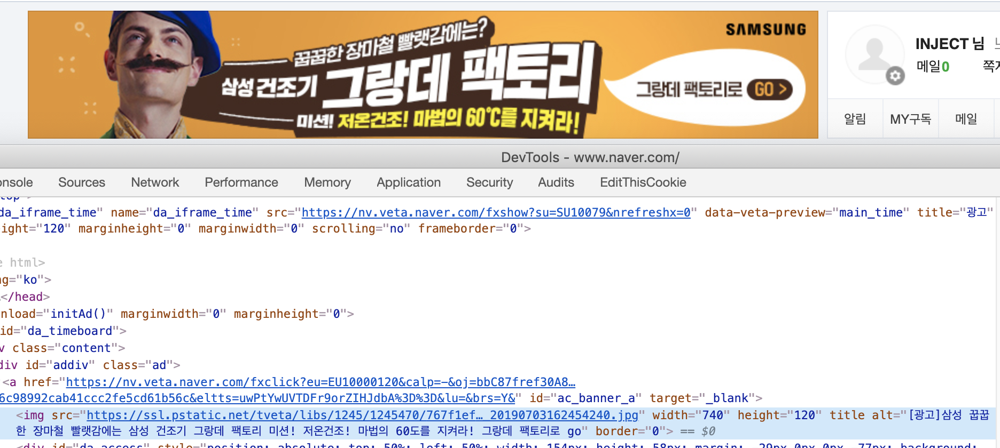 꿉꿉한 장마철 빨랫감에는?
삼성 건조기 그랑데 팩토리
미션! 저온건조! 마법의 60℃를 지켜라!
SAMSUNG
그랑데 팩토리로 GO >
INJECT 님
메일0
알림 MY구독 메일
DevTools - www.naver.com/
onsole Sources Network Performance Memory Application Security Audits EditThisCookie
da_iframe_time" name="da_iframe_time" src="https://nv.veta.naver.com/fxshow?su=SU10079&nrefreshx=0" data-veta-preview="main_time" title="광고"
ight="120" marginheight="0" marginwidth="0" scrolling="no" frameborder="0">
e html>
ng="ko">
</head>
nload="initAd()" marginwidth="0" marginheight="0">
id="da_timeboard">
v class="content">
div id="addiv" class="ad">
<a href="https://nv.veta.naver.com/fxclick?eu=EU10000120&calp=-&oj=bbC87fref30A8…
6c98992cab41ccc2fe5cd61b56c&eltts=uwPtYwUVTDFr9orZIHJdbA%3D%3D&lu=&brs=Y&" id="ac_banner_a" target="_blank">
<img src="https://ssl.pstatic.net/tveta/libs/1245/1245470/767f1ef… 20190703162454240.jpg" width="740" height="120" title alt="[광고]삼성 꿉꿉
한 장마철 빨랫감에는 삼성 건조기 그랑데 팩토리 미션! 저온건조! 마법의 60도를 지켜라! 그랑데 팩토리로 go" border="0"> == $0
<div id="da_access" style="position: absolute; top: 50%; left: 50%; width: 154px; height: 58px; margin: -29px 0px 0px -77px; background: